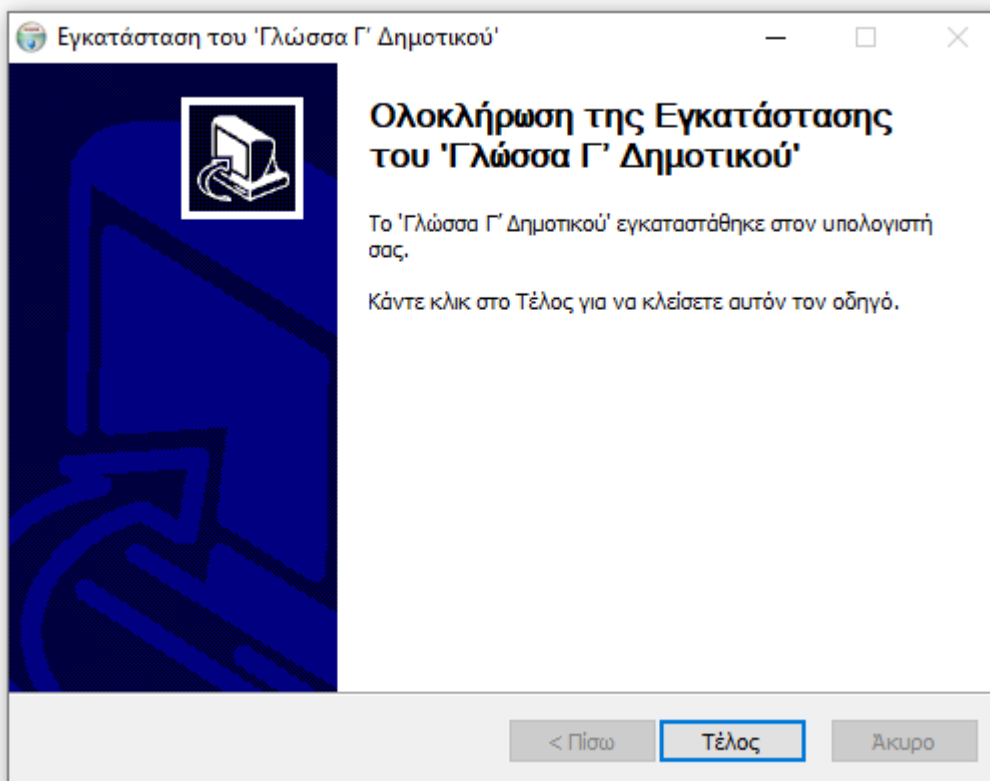 Εγκατάσταση του 'Γλώσσα Γ’ Δημοτικού'
Ολοκλήρωση της Εγκατάστασης
του 'Γλώσσα Γ’ Δημοτικού'
Το 'Γλώσσα Γ’ Δημοτικού' εγκαταστάθηκε στον υπολογιστή
σας.
Κάντε κλικ στο Τέλος για να κλείσετε αυτόν τον οδηγό.
< Πίσω
Τέλος
Άκυρο